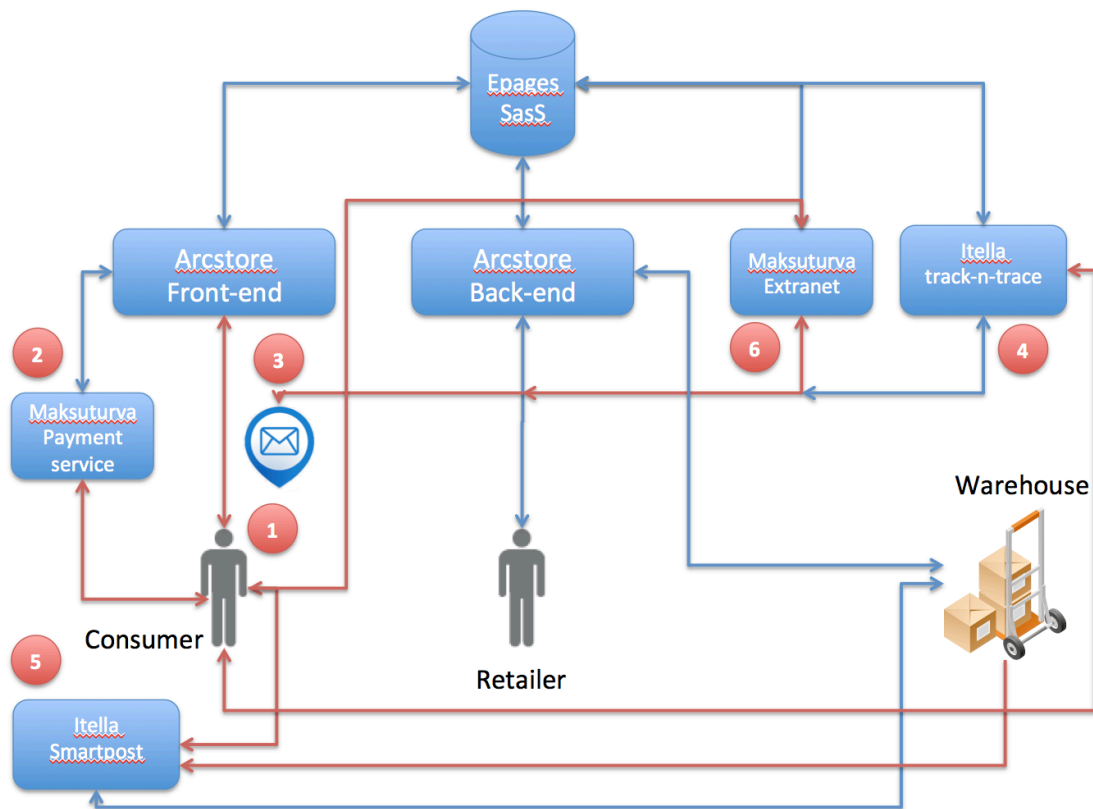 Epages
SasS
Arcstore
Front-end
Arcstore
Back-end
Maksuturva
Extranet
Itella
track-n-trace
2
3
6
4
Maksuturva
Payment
service
Warehouse
1
Consumer
Retailer
5
Itella
Smartpost